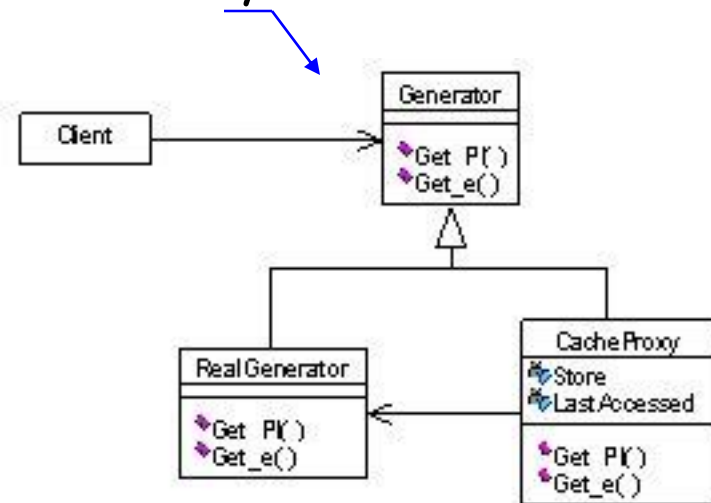 Generator
Client
Get_PI()
Get_e()
CacheProxy
RealGenerator
Store
LastAccessed
Get_PI()
Get_e()
Get_PI()
Get_e()